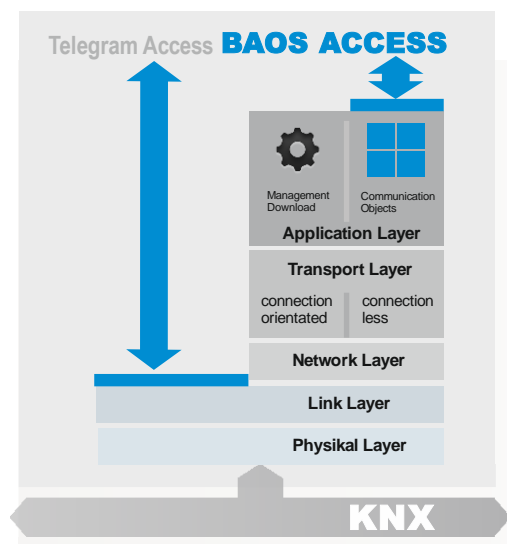 Telegram Access BAOS ACCESS
Management
Download
Communication
Objects
Application Layer
Transport Layer
connection
orientated
connection
less
Network Layer
Link Layer
Physikal Layer
KNX